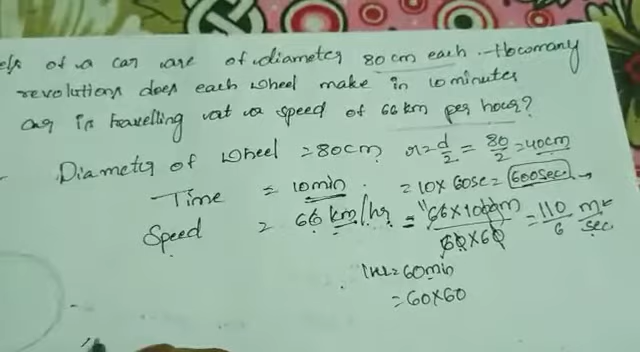 of a car are of diameter 80 cm each. Howmany
revolutions does each wheel make in 10 minutes
car is travelling at a speed of 66 km per hour?
Diameter of wheel = 80cm r = d/2 = 80/2 = 40cm
Time = 10min. = 10 × 60sec = 600sec
Speed = 66 km/hr = 66×1000m/60×60 = 110/6 m/sec
1hr = 60min
= 60×60